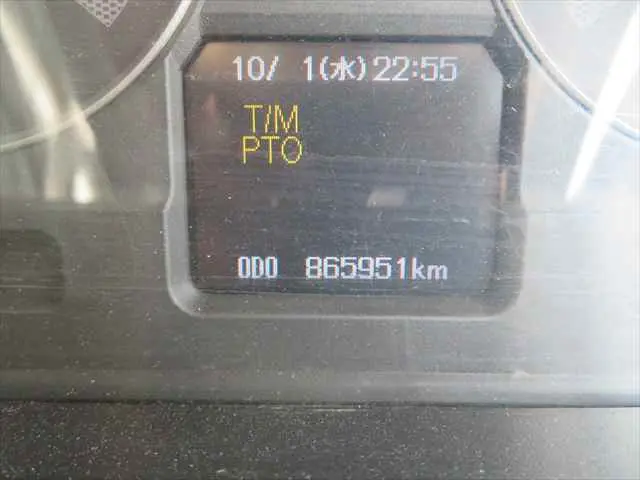 10/ 1(水)22:55
T/M
PTO
ODO 865951km